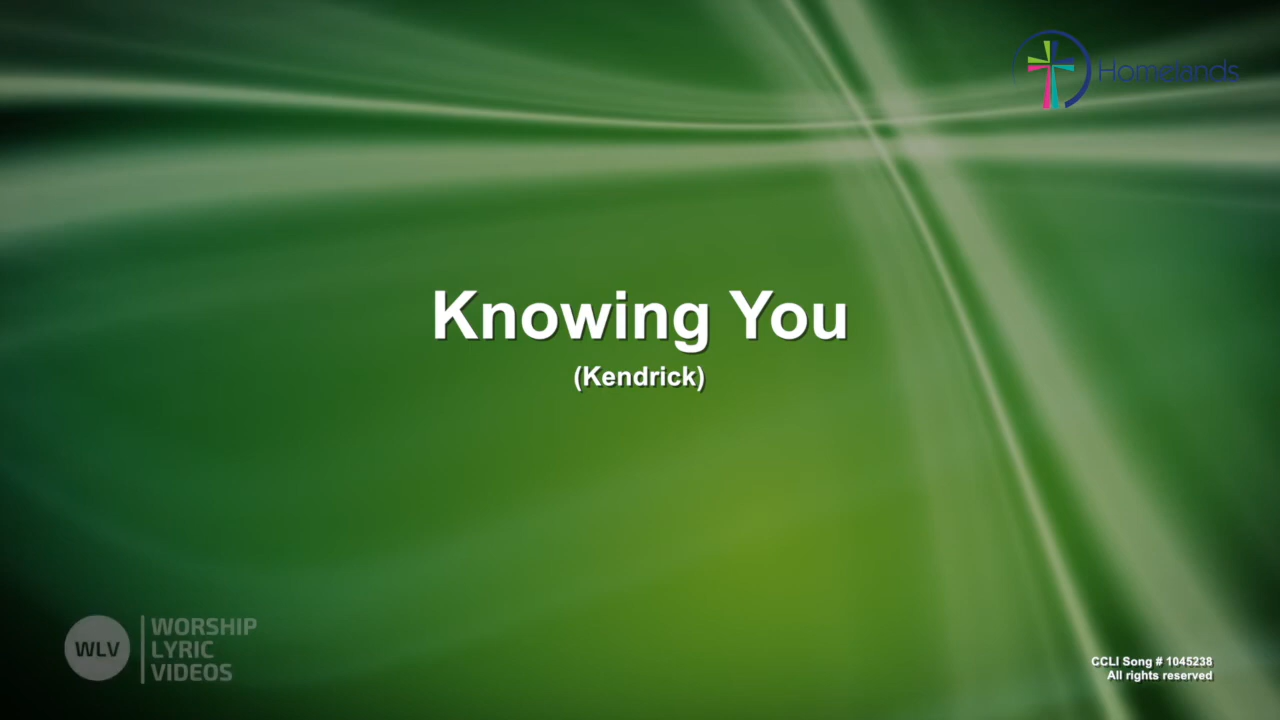 Homelands
Knowing You
(Kendrick)
WLV
WORSHIP
LYRIC
VIDEOS
CCLI Song # 1045238
All rights reserved